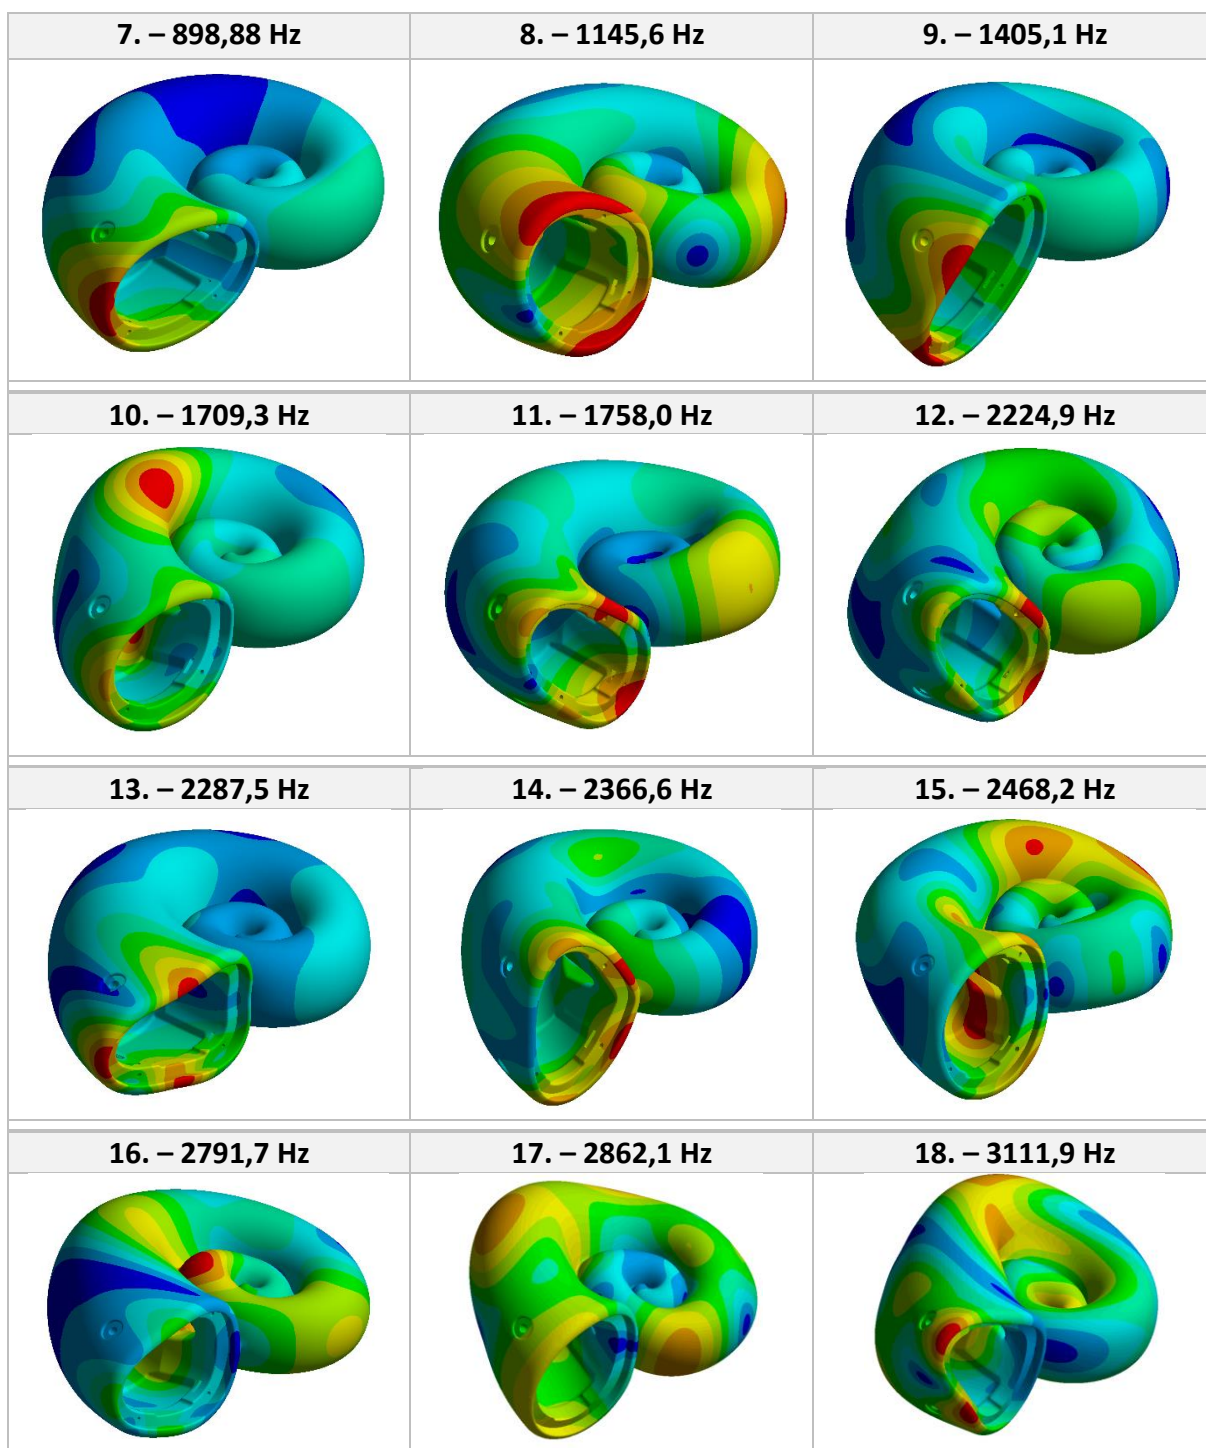 7. – 898,88 Hz
8. – 1145,6 Hz
9. – 1405,1 Hz
10. – 1709,3 Hz
11. – 1758,0 Hz
12. – 2224,9 Hz
13. – 2287,5 Hz
14. – 2366,6 Hz
15. – 2468,2 Hz
16. – 2791,7 Hz
17. – 2862,1 Hz
18. – 3111,9 Hz